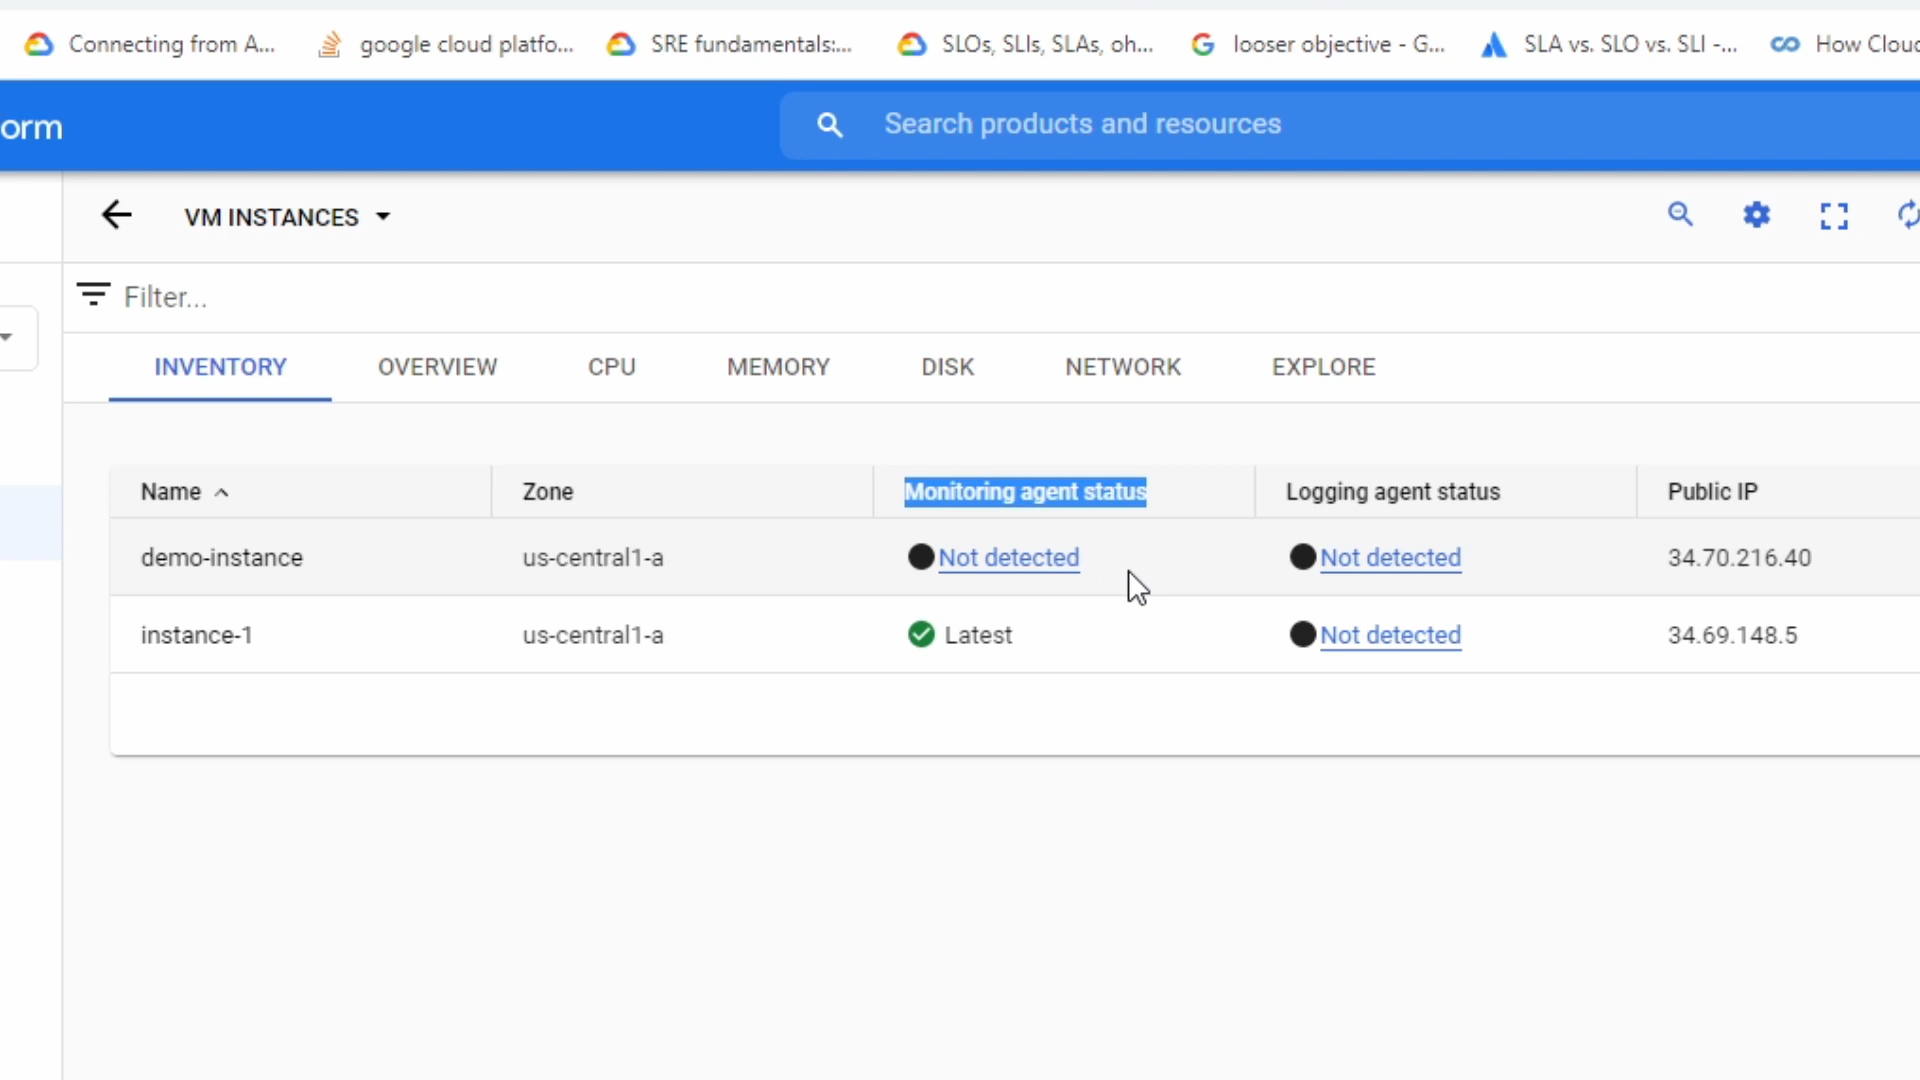 Connecting from A... google cloud platfo... SRE fundamentals:... SLOs, SLIs, SLAs, oh... looser objective - G... SLA vs. SLO vs. SLI -... How Clouc
orm
Search products and resources
VM INSTANCES
Filter...
INVENTORY OVERVIEW CPU MEMORY DISK NETWORK EXPLORE
Name Zone Monitoring agent status Logging agent status Public IP
demo-instance us-central1-a Not detected Not detected 34.70.216.40
instance-1 us-central1-a Latest Not detected 34.69.148.5